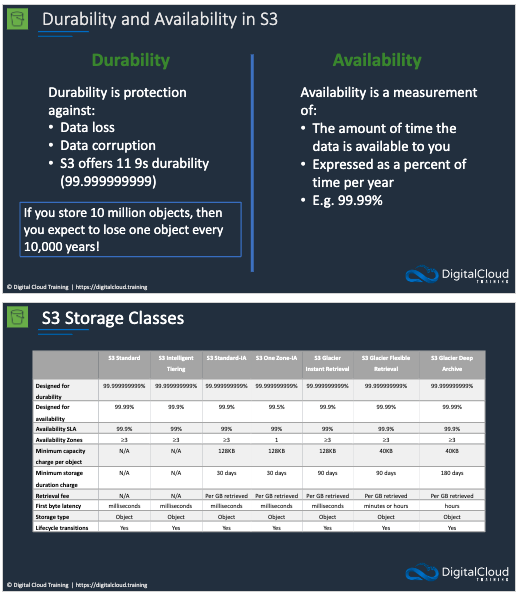 Durability and Availability in S3
Durability
Durability is protection
against:
• Data loss
• Data corruption
• S3 offers 11 9s durability
(99.999999999)
If you store 10 million objects, then
you expect to lose one object every
10,000 years!
Availability
Availability is a measurement
of:
• The amount of time the
data is available to you
• Expressed as a percent of
time per year
• E.g. 99.99%
© Digital Cloud Training | https://digitalcloud.training
DigitalCloud
TRAINING
S3 Storage Classes
S3 Standard S3 Intelligent Tiering S3 Standard-IA S3 One Zone-IA S3 Glacier Instant Retrieval S3 Glacier Flexible Retrieval S3 Glacier Deep Archive
Designed for durability 99.999999999% 99.999999999% 99.999999999% 99.999999999% 99.999999999% 99.999999999% 99.999999999%
Designed for availability 99.99% 99.9% 99.9% 99.5% 99.9% 99.99% 99.99%
Availability SLA 99.9% 99% 99% 99% 99% 99.9% 99.9%
Availability Zones ≥3 ≥3 ≥3 1 ≥3 ≥3 ≥3
Minimum capacity charge per object N/A N/A 128KB 128KB 128KB 40KB 40KB
Minimum storage duration charge N/A N/A 30 days 30 days 90 days 90 days 180 days
Retrieval fee N/A N/A Per GB retrieved Per GB retrieved Per GB retrieved Per GB retrieved Per GB retrieved
First byte latency milliseconds milliseconds milliseconds milliseconds milliseconds minutes or hours hours
Storage type Object Object Object Object Object Object Object
Lifecycle transitions Yes Yes Yes Yes Yes Yes Yes
© Digital Cloud Training | https://digitalcloud.training
DigitalCloud
TRAINING